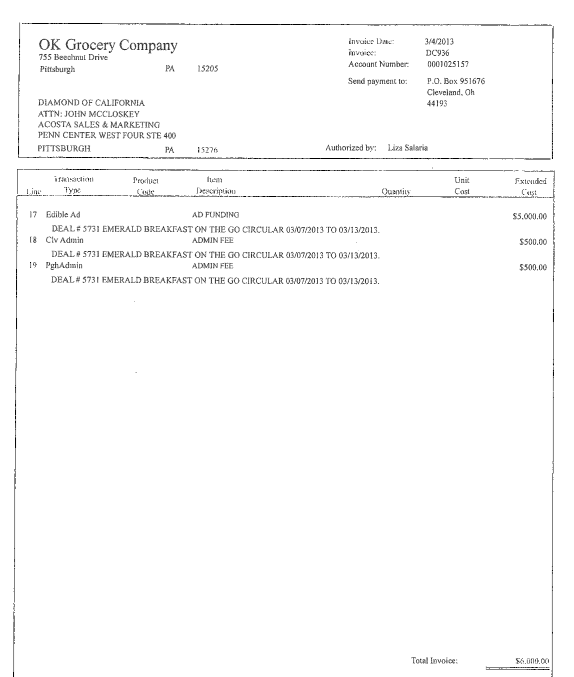 OK Grocery Company
755 Beechnut Drive
Pittsburgh PA 15205
Invoice Date: 3/4/2013
Invoice: DC936
Account Number: 0001025157
Send payment to: P.O. Box 951676
Cleveland, Oh
44193
DIAMOND OF CALIFORNIA
ATTN: JOHN MCCLOSKEY
ACOSTA SALES & MARKETING
PENN CENTER WEST FOUR STE 400
PITTSBURGH PA 15276
Authorized by: Liza Salaria
Transaction Product Item Unit Extended
Line Type Code Description Quantity Cost Cost
17 Edible Ad AD FUNDING $5,000.00
DEAL # 5731 EMERALD BREAKFAST ON THE GO CIRCULAR 03/07/2013 TO 03/13/2013.
18 Clv Admin ADMIN FEE $500.00
DEAL # 5731 EMERALD BREAKFAST ON THE GO CIRCULAR 03/07/2013 TO 03/13/2013.
19 PghAdmin ADMIN FEE $500.00
DEAL # 5731 EMERALD BREAKFAST ON THE GO CIRCULAR 03/07/2013 TO 03/13/2013.
Total Invoice: $6,000.00